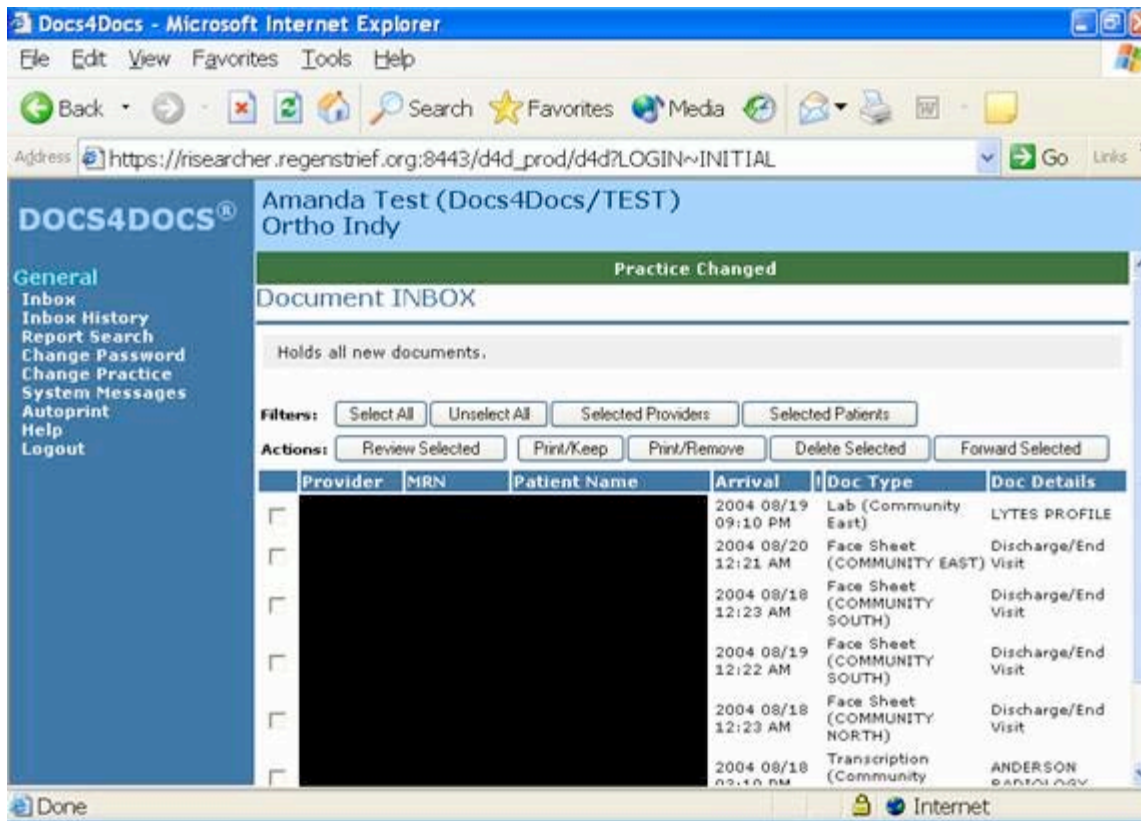 Docs4Docs - Microsoft Internet Explorer
File Edit View Favorites Tools Help
Back Search Favorites Media
Address https://risearcher.regenstrief.org:8443/d4d_prod/d4d?LOGIN~INITIAL Go Links
DOCS4DOCS®
Amanda Test (Docs4Docs/TEST)
Ortho Indy
General
Inbox
Inbox History
Report Search
Change Password
Change Practice
System Messages
Autoprint
Help
Logout
Practice Changed
Document INBOX
Holds all new documents.
Filters: Select All Unselect All Selected Providers Selected Patients
Actions: Review Selected Print/Keep Print/Remove Delete Selected Forward Selected
Provider MRN Patient Name Arrival ! Doc Type Doc Details
2004 08/19 Lab (Community LYTES PROFILE
09:10 PM East)
2004 08/20 Face Sheet Discharge/End
12:21 AM (COMMUNITY EAST) Visit
2004 08/18 Face Sheet Discharge/End
12:23 AM (COMMUNITY Visit
SOUTH)
2004 08/19 Face Sheet Discharge/End
12:22 AM (COMMUNITY Visit
SOUTH)
2004 08/18 Face Sheet Discharge/End
12:23 AM (COMMUNITY Visit
NORTH)
2004 08/18 Transcription ANDERSON
(Community RADIOLOGY
Done Internet